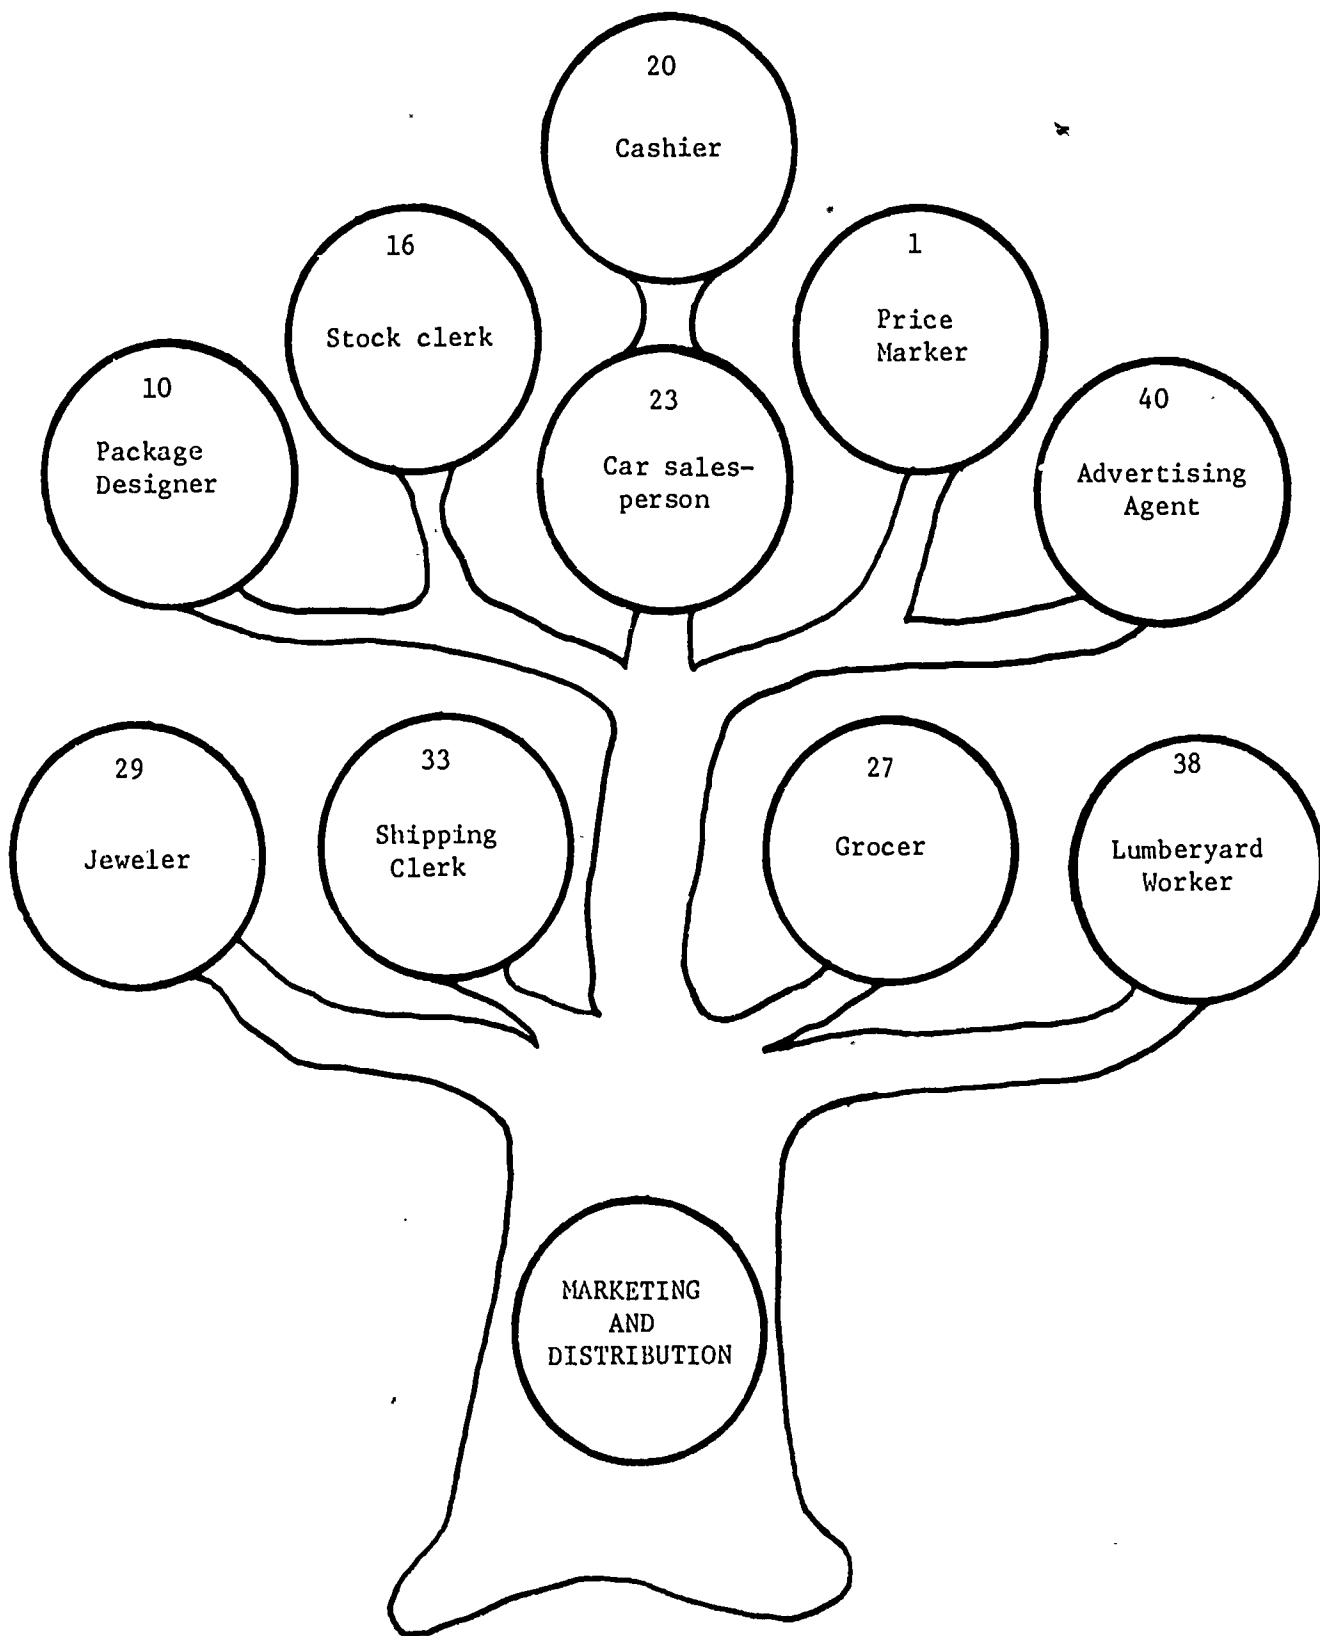 20
Cashier
16
Stock clerk
1
Price
Marker
10
Package
Designer
23
Car sales-
person
40
Advertising
Agent
29
Jeweler
33
Shipping
Clerk
27
Grocer
38
Lumberyard
Worker
MARKETING
AND
DISTRIBUTION